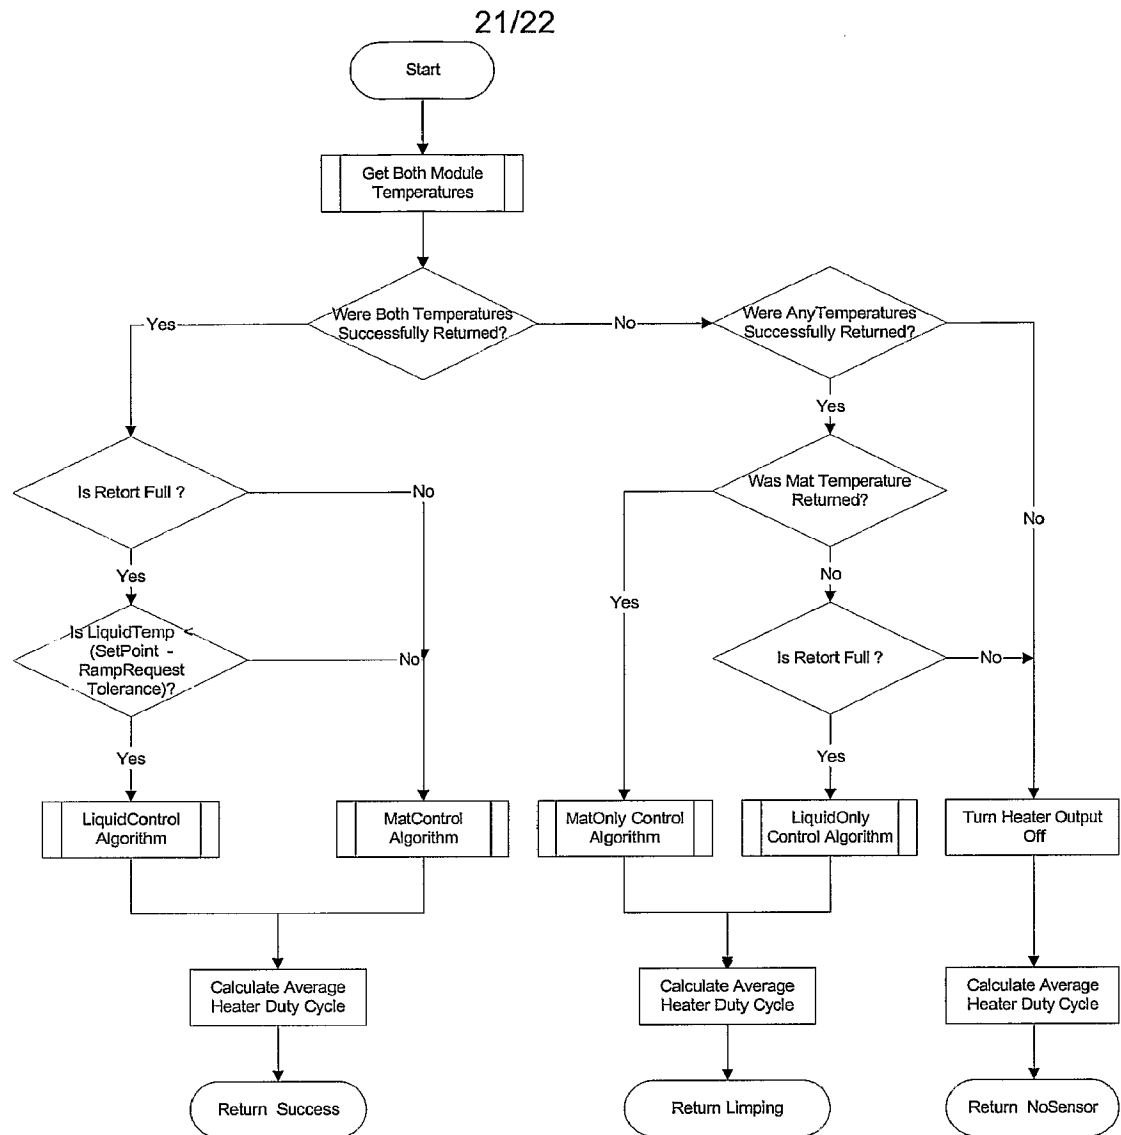 21/22
Start
Get Both Module
Temperatures
Were Both Temperatures
Successfully Returned?
Yes
No
Were AnyTemperatures
Successfully Returned?
Yes
No
Is Retort Full ?
No
Yes
Was Mat Temperature
Returned?
Yes
No
Is LiquidTemp <
(SetPoint -
RampRequest
Tolerance)?
No
Yes
Is Retort Full ?
No
Yes
LiquidControl
Algorithm
MatControl
Algorithm
MatOnly Control
Algorithm
LiquidOnly
Control Algorithm
Turn Heater Output
Off
Calculate Average
Heater Duty Cycle
Calculate Average
Heater Duty Cycle
Calculate Average
Heater Duty Cycle
Return Success
Return Limping
Return NoSensor